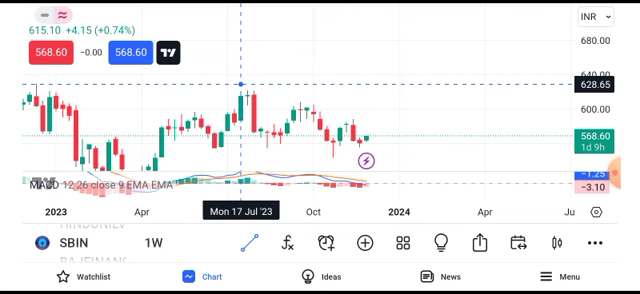 INR
615.10 +4.15 (+0.74%)
680.00
568.60 −0.00 568.60
640.00
628.65
600.00
568.60
1d 9h
MACD 12 26 close 9 EMA EMA
−1.25
−3.10
2023 Apr Mon 17 Jul '23 Oct 2024 Apr Ju
SBIN 1W
Watchlist Chart Ideas News Menu